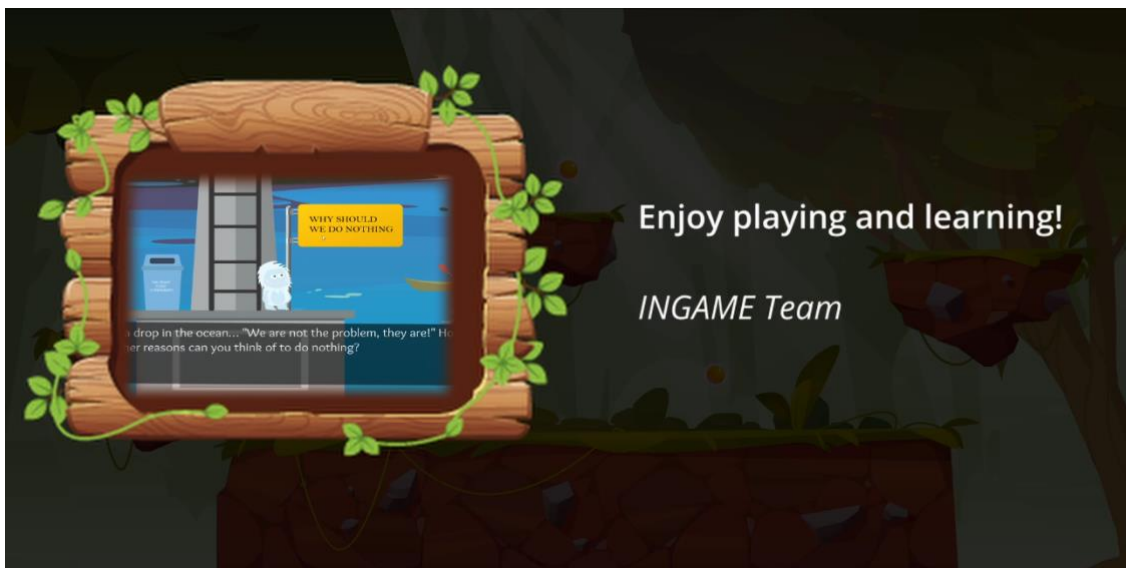 WHY SHOULD
WE DO NOTHING
drop in the ocean... "We are not the problem, they are!" Ho
er reasons can you think of to do nothing?
Enjoy playing and learning!
INGAME Team